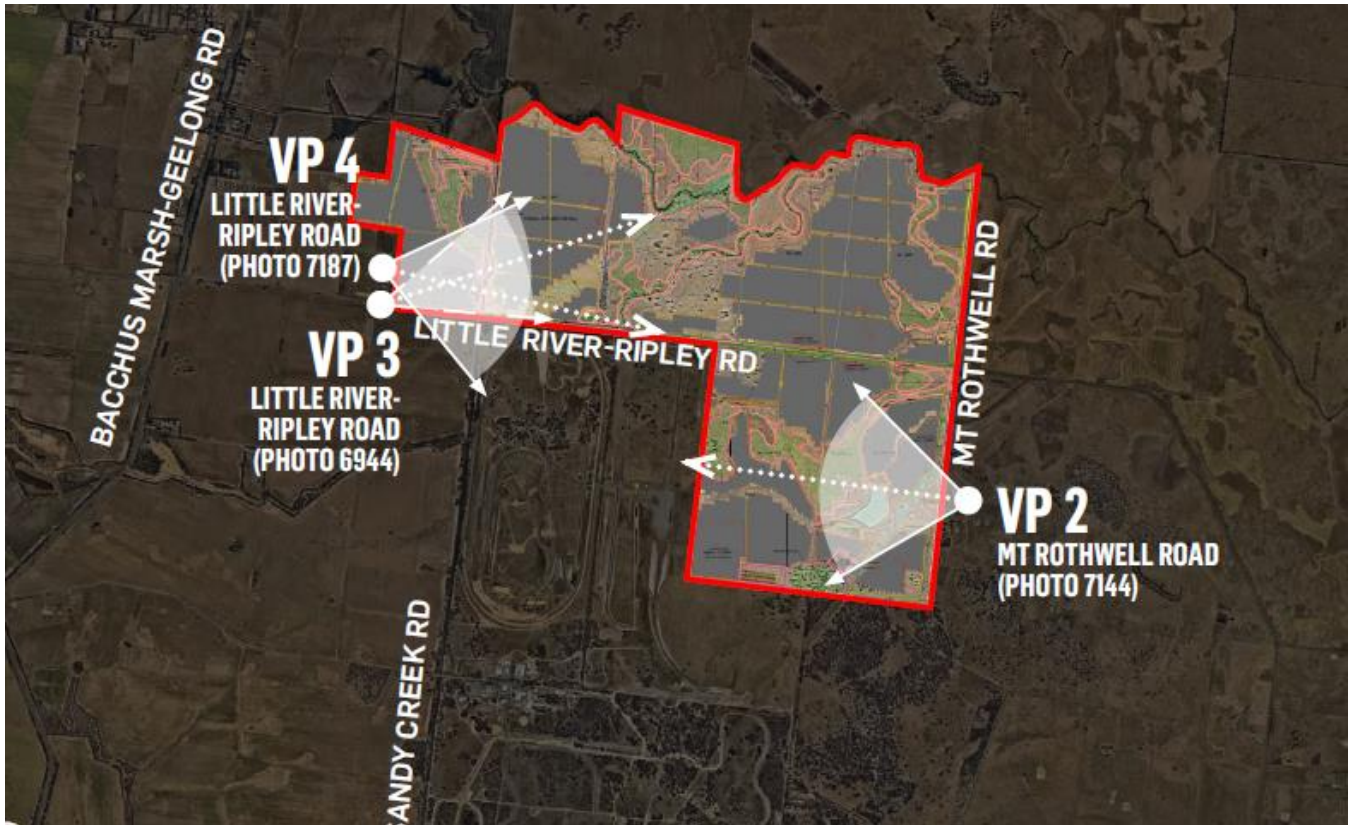 BACCHUS MARSH-GEELONG RD
VP 4
LITTLE RIVER-
RIPLEY ROAD
(PHOTO 7187)
VP 3
LITTLE RIVER-
RIPLEY ROAD
(PHOTO 6944)
LITTLE RIVER-RIPLEY RD
MT ROTHWELL RD
VP 2
MT ROTHWELL ROAD
(PHOTO 7144)
ANDY CREEK RD